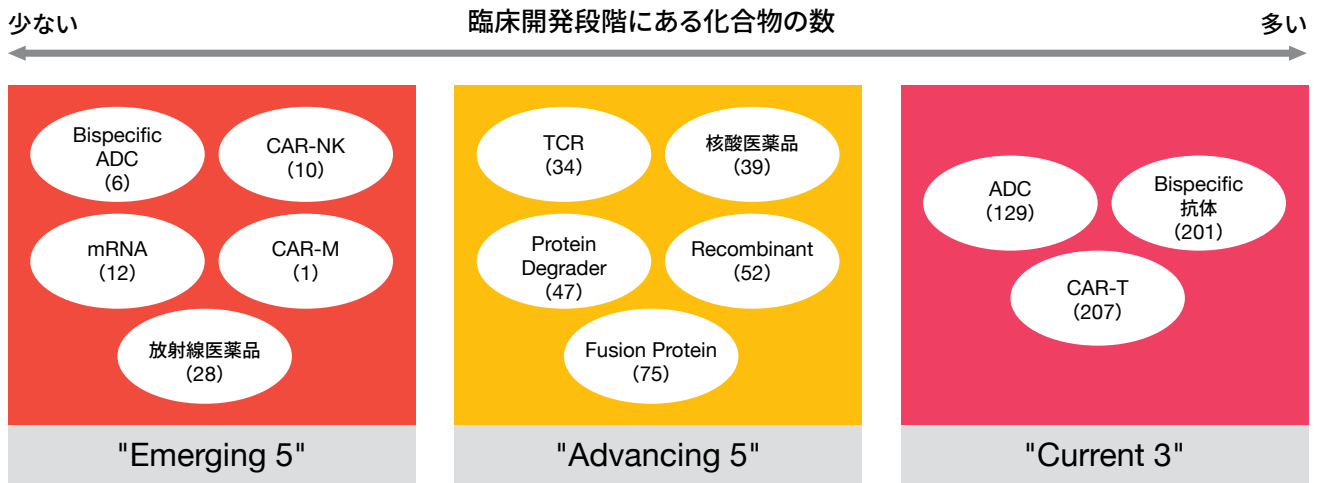 少ない
臨床開発段階にある化合物の数
多い
Bispecific
ADC
（6）
CAR-NK
（10）
mRNA
（12）
CAR-M
（1）
放射線医薬品
（28）
"Emerging 5"
TCR
（34）
核酸医薬品
（39）
Protein
Degrader
（47）
Recombinant
（52）
Fusion Protein
（75）
"Advancing 5"
ADC
（129）
Bispecific
抗体
（201）
CAR-T
（207）
"Current 3"